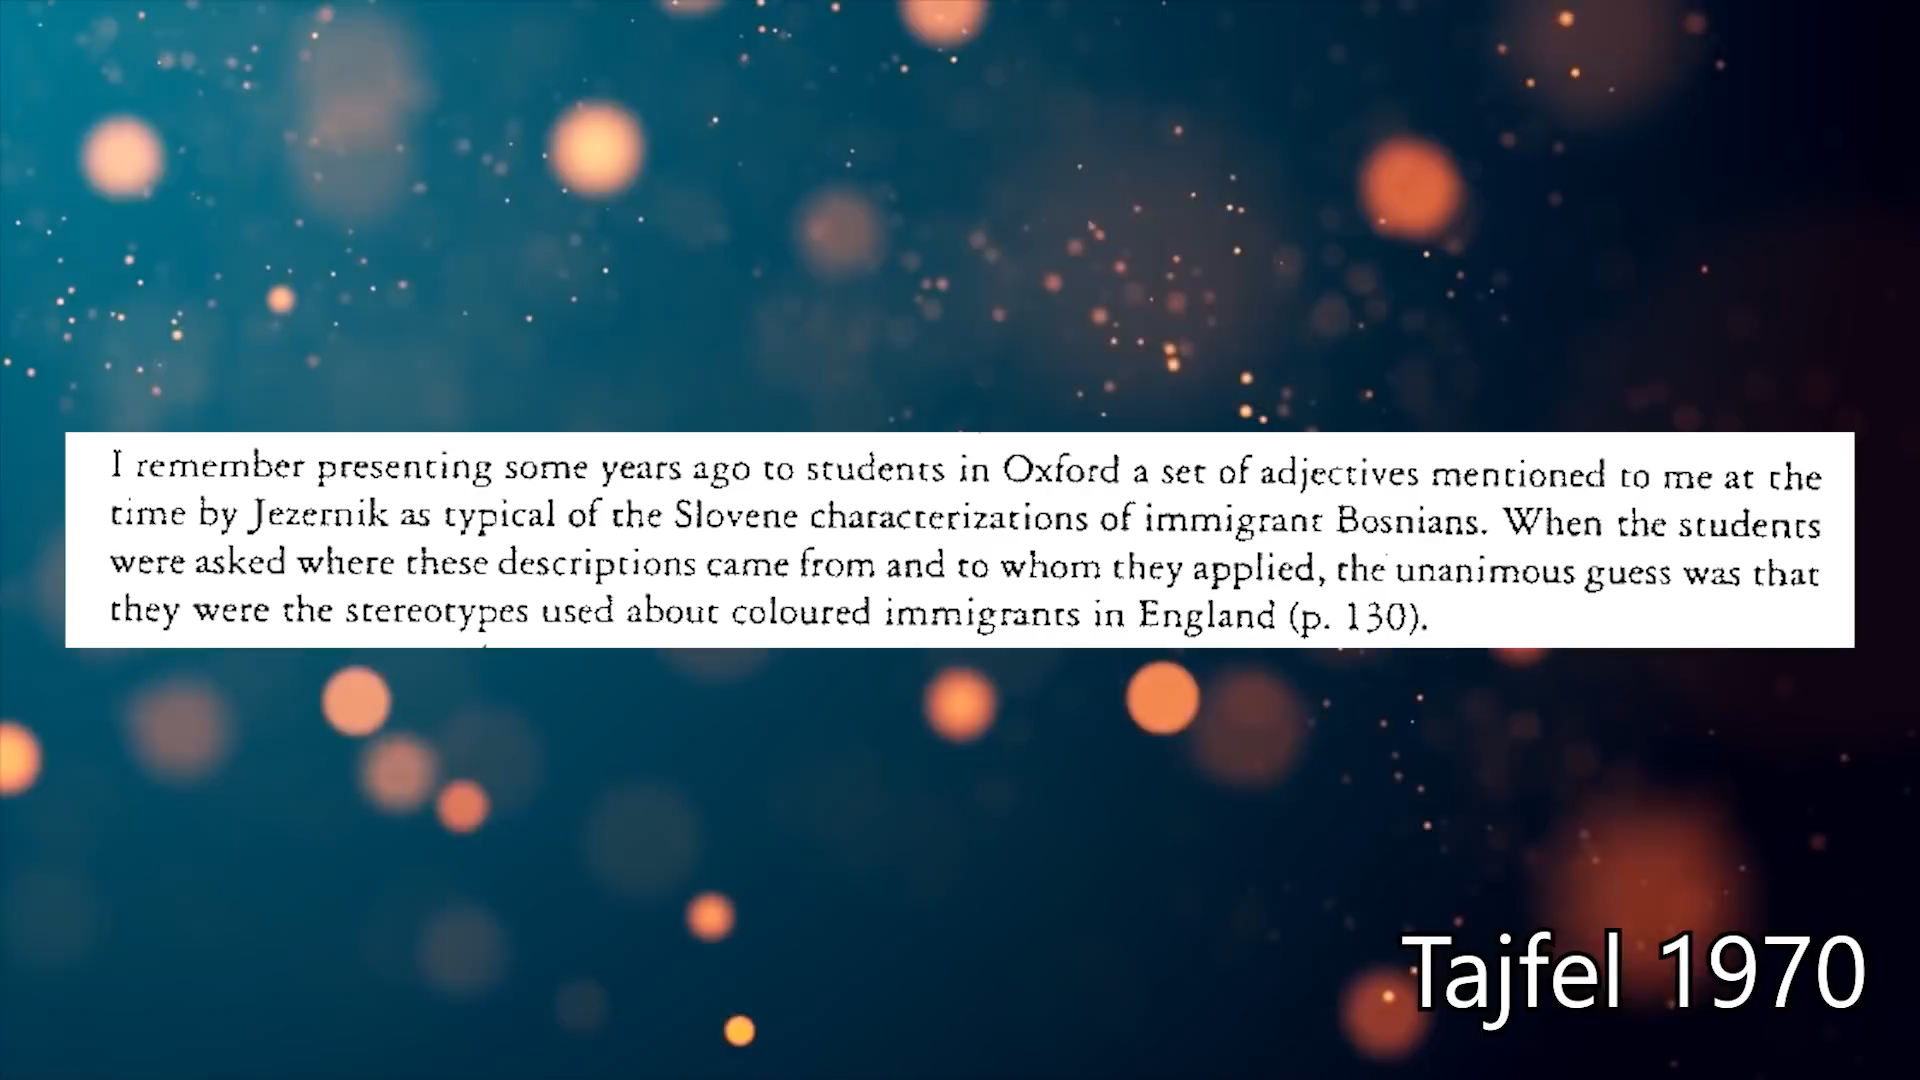 I remember presenting some years ago to students in Oxford a set of adjectives mentioned to me at the
time by Jezernik as typical of the Slovene characterizations of immigrant Bosnians. When the students
were asked where these descriptions came from and to whom they applied, the unanimous guess was that
they were the stereotypes used about coloured immigrants in England (p. 130).
Tajfel 1970